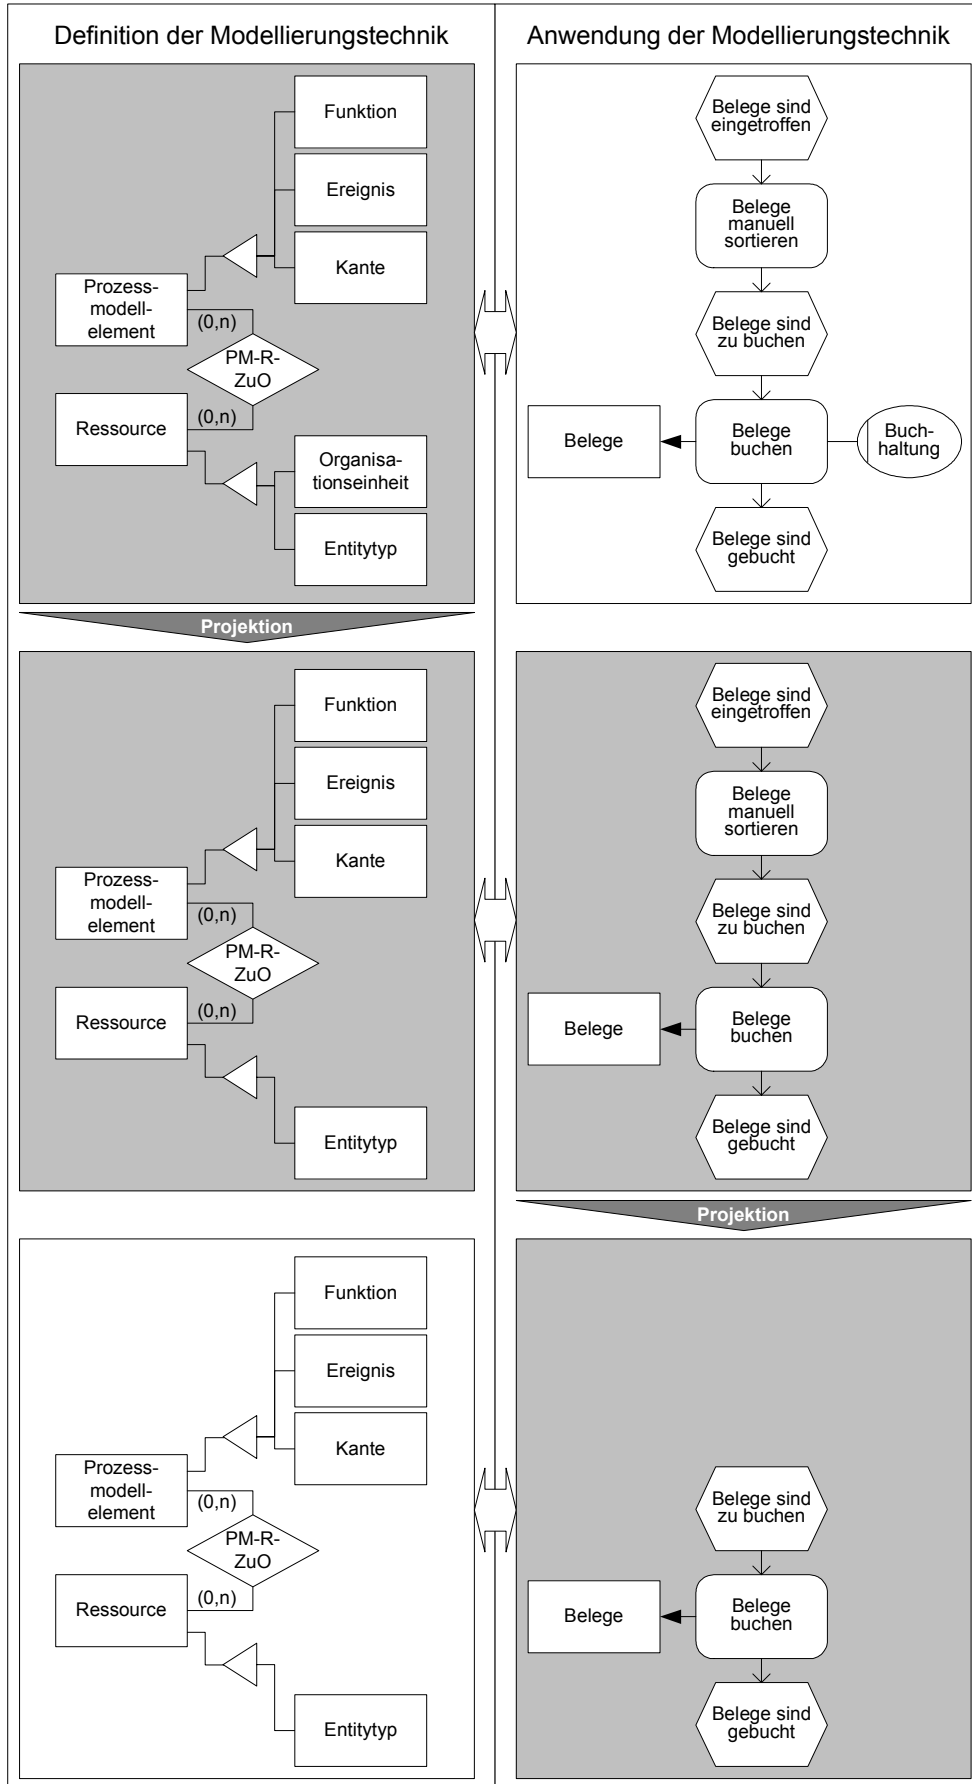 Definition der Modellierungstechnik
Anwendung der Modellierungstechnik
Funktion
Ereignis
Kante
Prozess-
modell-
element
(0,n)
PM-R-
ZuO
(0,n)
Ressource
Organisa-
tionseinheit
Entitytyp
Belege sind
eingetroffen
Belege
manuell
sortieren
Belege sind
zu buchen
Belege
Belege
buchen
Buch-
haltung
Belege sind
gebucht
Projektion
Funktion
Ereignis
Kante
Prozess-
modell-
element
(0,n)
PM-R-
ZuO
(0,n)
Ressource
Entitytyp
Belege sind
eingetroffen
Belege
manuell
sortieren
Belege sind
zu buchen
Belege
Belege
buchen
Belege sind
gebucht
Projektion
Funktion
Ereignis
Kante
Prozess-
modell-
element
(0,n)
PM-R-
ZuO
(0,n)
Ressource
Entitytyp
Belege sind
zu buchen
Belege
Belege
buchen
Belege sind
gebucht